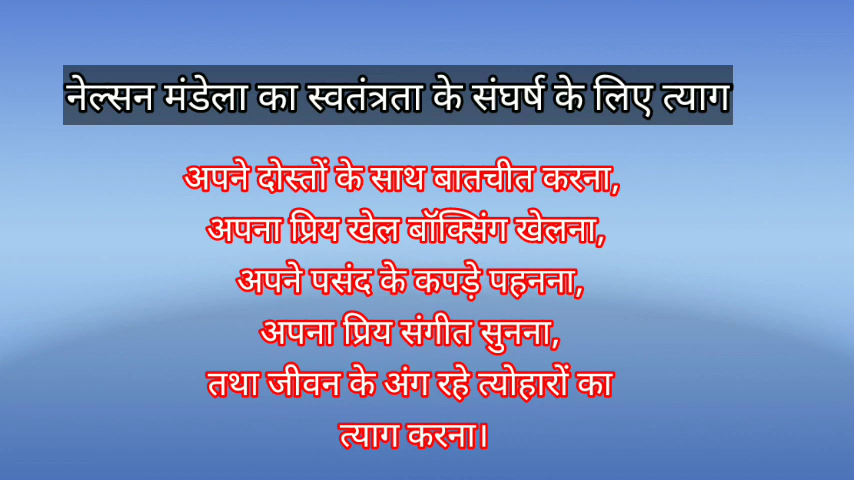 नेल्सन मंडेला का स्वतंत्रता के संघर्ष के लिए त्याग
अपने दोस्तों के साथ बातचीत करना,
अपना प्रिय खेल बॉक्सिंग खेलना,
अपने पसंद के कपड़े पहनना,
अपना प्रिय संगीत सुनना,
तथा जीवन के अंग रहे त्योहारों का
त्याग करना।